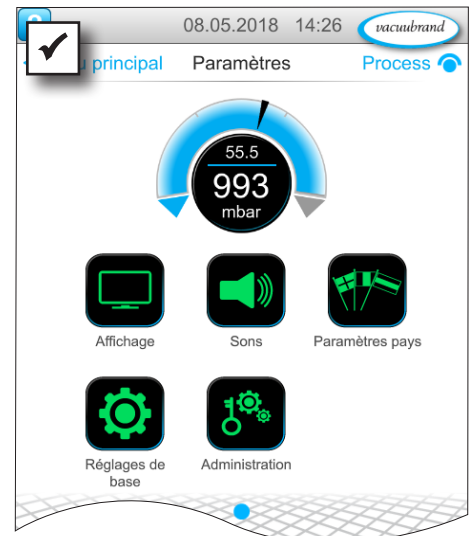 08.05.2018 14:26 vacuubrand
principal Paramètres Process
55.5
993
mbar
Affichage Sons Paramètres pays
Réglages de Administration
base